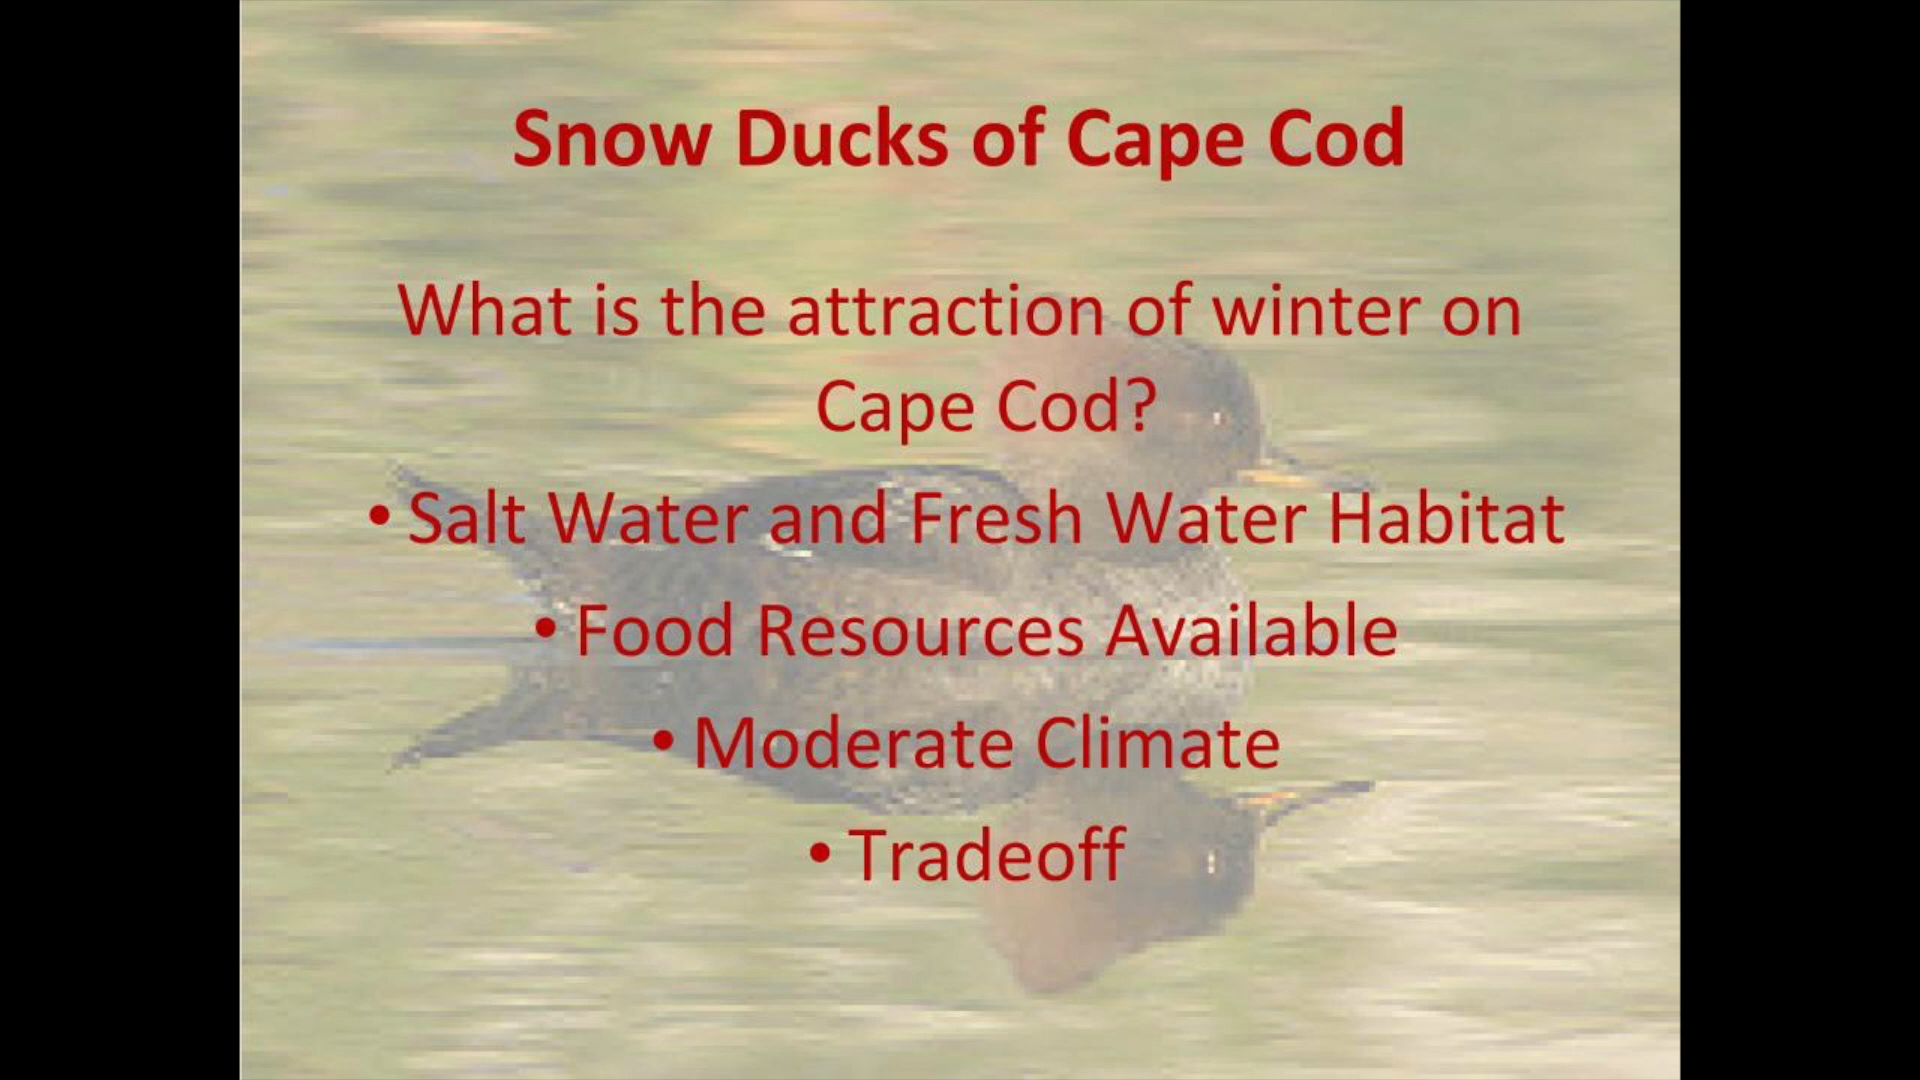 Snow Ducks of Cape Cod
What is the attraction of winter on
Cape Cod?
• Salt Water and Fresh Water Habitat
• Food Resources Available
• Moderate Climate
• Tradeoff